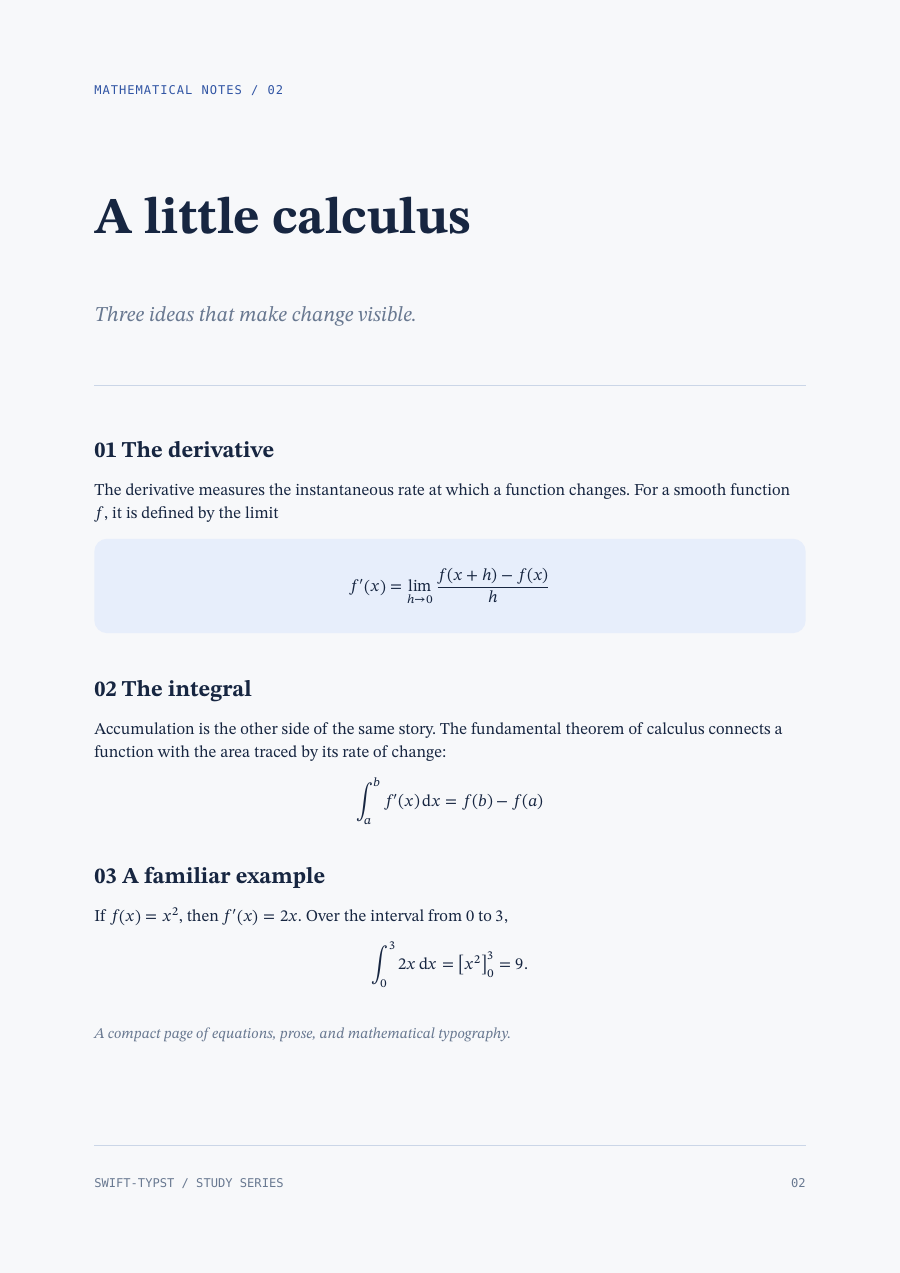 MATHEMATICAL NOTES / 02
A little calculus
Three ideas that make change visible.
01 The derivative
The derivative measures the instantaneous rate at which a function changes. For a smooth function
f, it is defined by the limit
f′(x) = lim_{h→0} (f(x + h) − f(x)) / h
02 The integral
Accumulation is the other side of the same story. The fundamental theorem of calculus connects a
function with the area traced by its rate of change:
∫_a^b f′(x) dx = f(b) − f(a)
03 A familiar example
If f(x) = x², then f′(x) = 2x. Over the interval from 0 to 3,
∫_0^3 2x dx = [x²]_0^3 = 9.
A compact page of equations, prose, and mathematical typography.
SWIFT-TYPST / STUDY SERIES 02